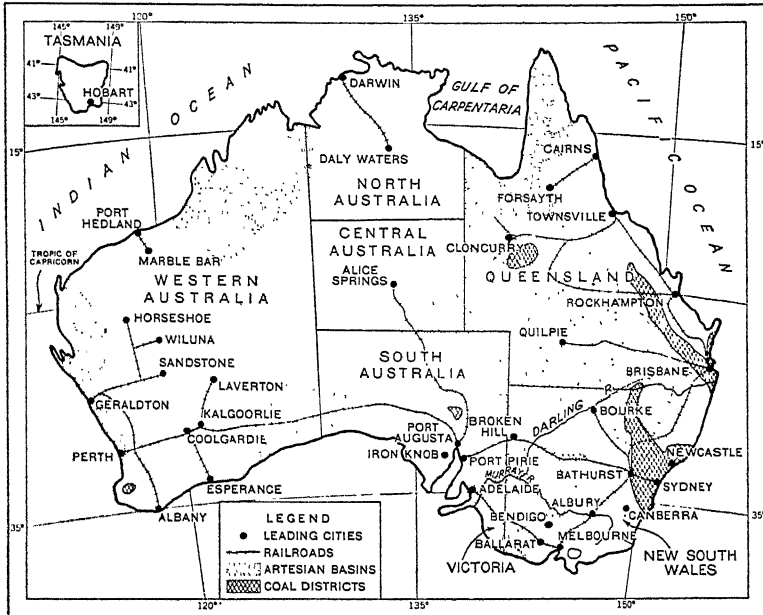 145° 149°
TASMANIA
41° 41°
HOBART
43° 43°
145° 149°
120° 135° 150°
INDIAN OCEAN
PACIFIC OCEAN
GULF OF
CARPENTARIA
DARWIN
DALY WATERS
NORTH
AUSTRALIA
CAIRNS
FORSYTH
TOWNSVILLE
15° 15°
PORT
HEDLAND
MARBLE BAR
TROPIC OF
CAPRICORN
WESTERN
AUSTRALIA
CENTRAL
AUSTRALIA
ALICE
SPRINGS
CLONCURRY
QUEENSLAND
ROCKHAMPTON
HORSESHOE
WILUNA
SANDSTONE
LAVERTON
GERALDTON
KALGOORLIE
COOLGARDIE
PERTH
ESPERANCE
ALBANY
SOUTH
AUSTRALIA
QUILPIE
BRISBANE
DARLING R.
BOURKE
PORT
AUGUSTA
BROKEN
HILL
IRON KNOB
PORT PIRIE
MURRAY R.
ADELAIDE
BATHURST
NEWCASTLE
SYDNEY
ALBURY
CANBERRA
BENDIGO
BALLARAT
MELBOURNE
VICTORIA
NEW SOUTH
WALES
35° 35°
LEGEND
LEADING CITIES
RAILROADS
ARTESIAN BASINS
COAL DISTRICTS
120° 135° 150°